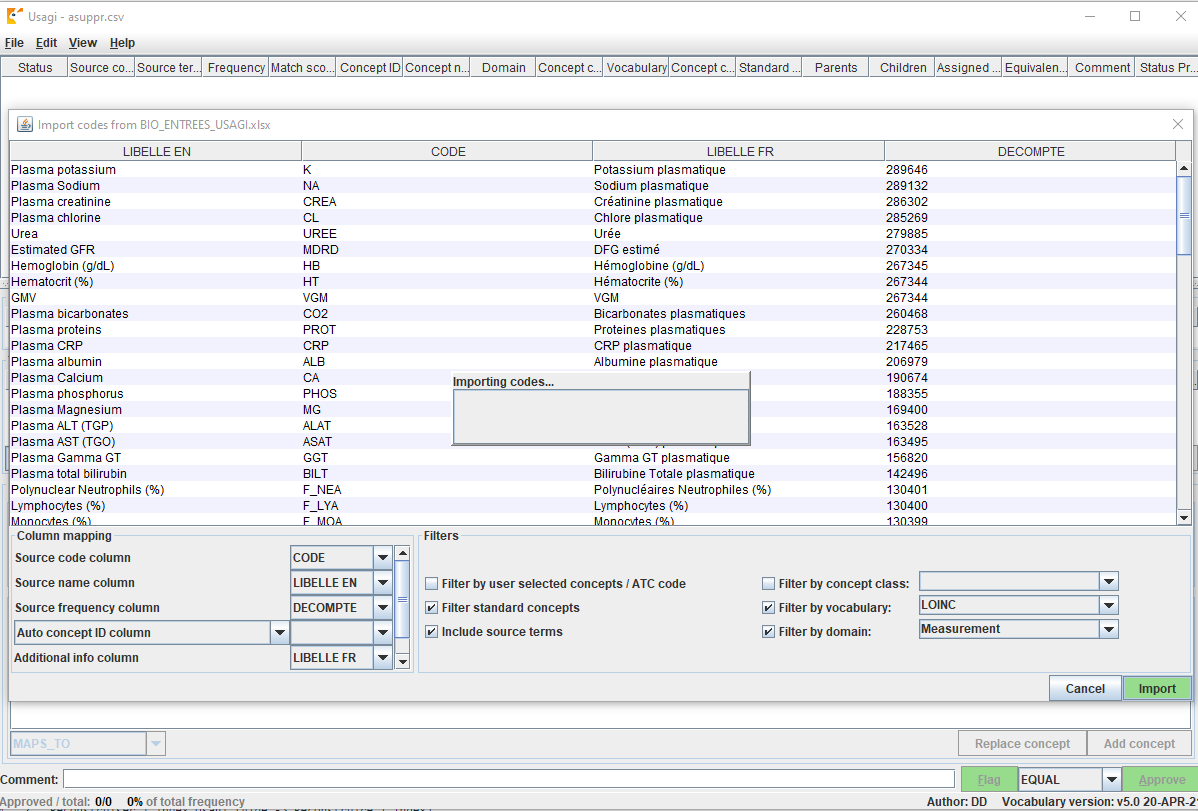 Usagi - asuppr.csv
File Edit View Help
Status Source co... Source ter... Frequency Match sco... Concept ID Concept n... Domain Concept c... Vocabulary Concept c... Standard ... Parents Children Assigned ... Equivalen... Comment Status Pr...
Import codes from BIO_ENTREES_USAGI.xlsx
LIBELLE EN CODE LIBELLE FR DECOMPTE
Plasma potassium K Potassium plasmatique 289646
Plasma Sodium NA Sodium plasmatique 289132
Plasma creatinine CREA Créatinine plasmatique 286302
Plasma chlorine CL Chlore plasmatique 285269
Urea UREE Urée 279885
Estimated GFR MDRD DFG estimé 270334
Hemoglobin (g/dL) HB Hémoglobine (g/dL) 267345
Hematocrit (%) HT Hématocrite (%) 267344
GMV VGM VGM 267344
Plasma bicarbonates CO2 Bicarbonates plasmatiques 260468
Plasma proteins PROT Proteines plasmatiques 228753
Plasma CRP CRP CRP plasmatique 217465
Plasma albumin ALB Albumine plasmatique 206979
Plasma Calcium CA 190674
Importing codes...
Plasma phosphorus PHOS 188355
Plasma Magnesium MG 169400
Plasma ALT (TGP) ALAT 163528
Plasma AST (TGO) ASAT 163495
Plasma Gamma GT GGT Gamma GT plasmatique 156820
Plasma total bilirubin BILT Bilirubine Totale plasmatique 142496
Polynuclear Neutrophils (%) F_NEA Polynucléaires Neutrophiles (%) 130401
Lymphocytes (%) F_LYA Lymphocytes (%) 130400
Monocytes (%) F_MOA Monocytes (%) 130399
Column mapping Filters
Source code column CODE
Source name column LIBELLE EN Filter by user selected concepts / ATC code Filter by concept class:
Source frequency column DECOMPTE Filter standard concepts Filter by vocabulary: LOINC
Auto concept ID column Include source terms Filter by domain: Measurement
Additional info column LIBELLE FR
Cancel Import
MAPS_TO Replace concept Add concept
Comment: Flag EQUAL Approve
Approved / total: 0/0 0% of total frequency Author: DD Vocabulary version: v5.0 20-APR-2